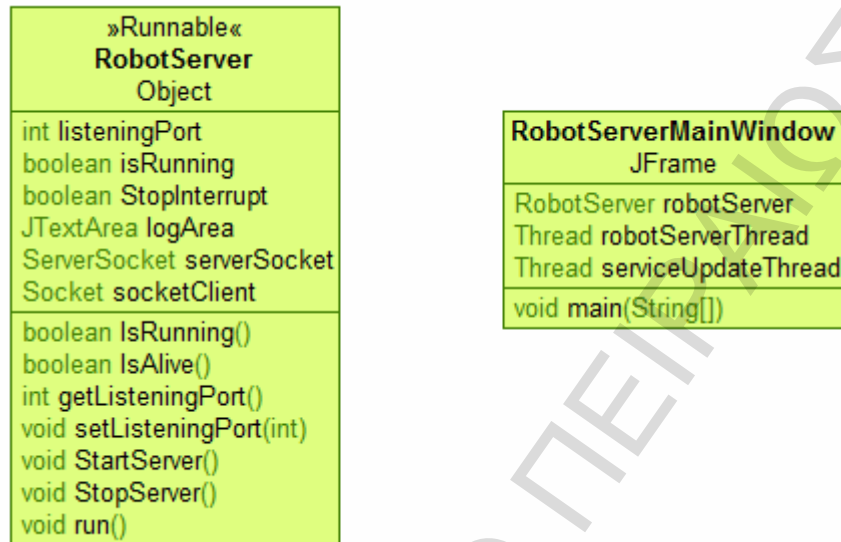 »Runnable«
RobotServer
Object
int listeningPort
boolean isRunning
boolean StopInterrupt
JTextArea logArea
ServerSocket serverSocket
Socket socketClient
boolean IsRunning()
boolean IsAlive()
int getListeningPort()
void setListeningPort(int)
void StartServer()
void StopServer()
void run()
RobotServerMainWindow
JFrame
RobotServer robotServer
Thread robotServerThread
Thread serviceUpdateThread
void main(String[])
ΠΕΙΡΑΙΩΣ